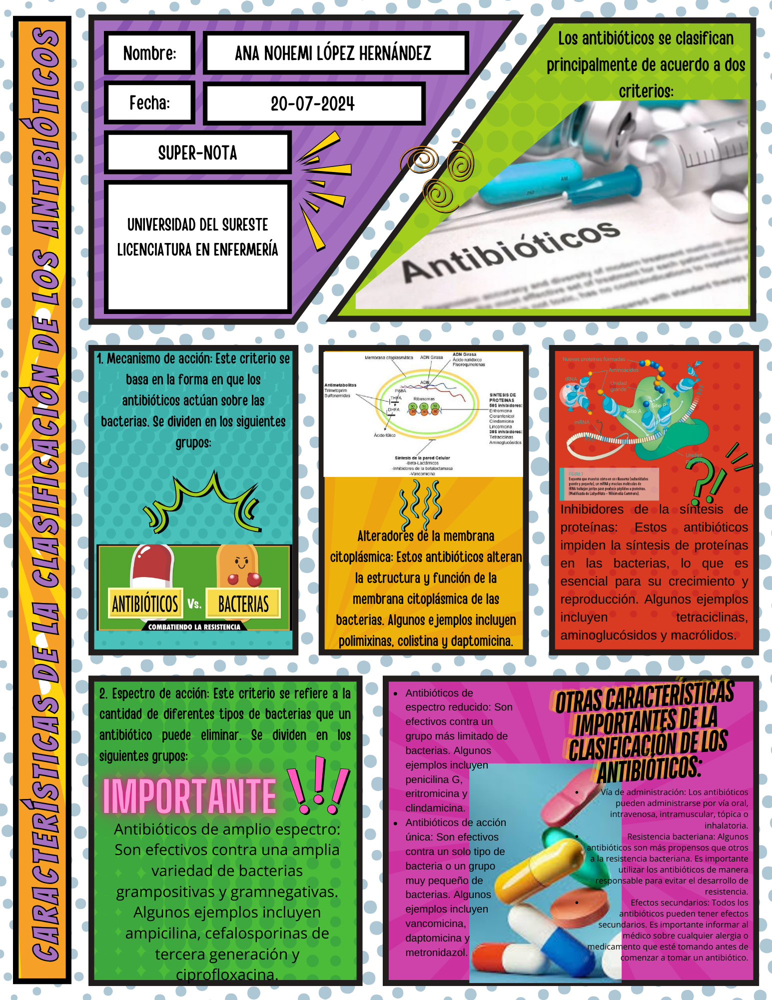 CARACTERÍSTICAS DE LA CLASIFICACIÓN DE LOS ANTIBIÓTICOS
Nombre:
ANA NOHEMI LÓPEZ HERNÁNDEZ
Fecha:
20-07-2024
SUPER-NOTA
UNIVERSIDAD DEL SURESTE
LICENCIATURA EN ENFERMERÍA
Los antibióticos se clasifican
principalmente de acuerdo a dos
criterios:
Antibióticos
1. Mecanismo de acción: Este criterio se
basa en la forma en que los
antibióticos actúan sobre las
bacterias. Se dividen en los siguientes
grupos:
ANTIBIÓTICOS
Vs.
BACTERIAS
COMBATIENDO LA RESISTENCIA
Membrana citoplasmática
ADN Girasa
ADN Girasa
Ácido nalidixico
Fluoroquinolonas
Antimetabolitos
Trimetoprim
Sulfonamidas
ADN
PABA
THFA
DHFA
Ribosomas
50 50 50
30 30 30
Ácido fólico
SINTESIS DE
PROTEINAS
50S inhibidores:
Eritromicina
Cloranfenicol
Clindamicina
Lincomicina
30S inhibidores:
Tetraciclinas
Aminoglucósidos
Sintesis de la pared Celular
-Beta-Lactámicos
-Inhibidores de la betalactamasa
-Vancomicina
Alteradores de la membrana
citoplásmica: Estos antibióticos alteran
la estructura y función de la
membrana citoplásmica de las
bacterias. Algunos ejemplos incluyen
polimixinas, colistina y daptomicina.
Nuevas proteínas formadas
Aminoácidos
tRNA
Unidad
grande
Sitio A
Sitio P
mRNA
Unidad
FIGURA 1
Esquema que muestra cómo en un ribosoma (subunidades
grande y pequeña), un mRNA y muchas moléculas de
tRNA trabajan juntas para producir péptidos o proteínas.
(Modificado de LadyofHats – Wikimedia Commons).
?!
Inhibidores de la síntesis de
proteínas: Estos antibióticos
impiden la síntesis de proteínas
en las bacterias, lo que es
esencial para su crecimiento y
reproducción. Algunos ejemplos
incluyen tetraciclinas,
aminoglucósidos y macrólidos.
2. Espectro de acción: Este criterio se refiere a la
cantidad de diferentes tipos de bacterias que un
antibiótico puede eliminar. Se dividen en los
siguientes grupos:
IMPORTANTE !!!
Antibióticos de amplio espectro:
Son efectivos contra una amplia
variedad de bacterias
grampositivas y gramnegativas.
Algunos ejemplos incluyen
ampicilina, cefalosporinas de
tercera generación y
ciprofloxacina.
• Antibióticos de
espectro reducido: Son
efectivos contra un
grupo más limitado de
bacterias. Algunos
ejemplos incluyen
penicilina G,
eritromicina y
clindamicina.
• Antibióticos de acción
única: Son efectivos
contra un solo tipo de
bacteria o un grupo
muy pequeño de
bacterias. Algunos
ejemplos incluyen
vancomicina,
daptomicina y
metronidazol.
OTRAS CARACTERÍSTICAS
IMPORTANTES DE LA
CLASIFICACIÓN DE LOS
ANTIBIÓTICOS:
• Vía de administración: Los antibióticos
pueden administrarse por vía oral,
intravenosa, intramuscular, tópica o
inhalatoria.
• Resistencia bacteriana: Algunos
antibióticos son más propensos que otros
a la resistencia bacteriana. Es importante
utilizar los antibióticos de manera
responsable para evitar el desarrollo de
resistencia.
• Efectos secundarios: Todos los
antibióticos pueden tener efectos
secundarios. Es importante informar al
médico sobre cualquier alergia o
medicamento que esté tomando antes de
comenzar a tomar un antibiótico.